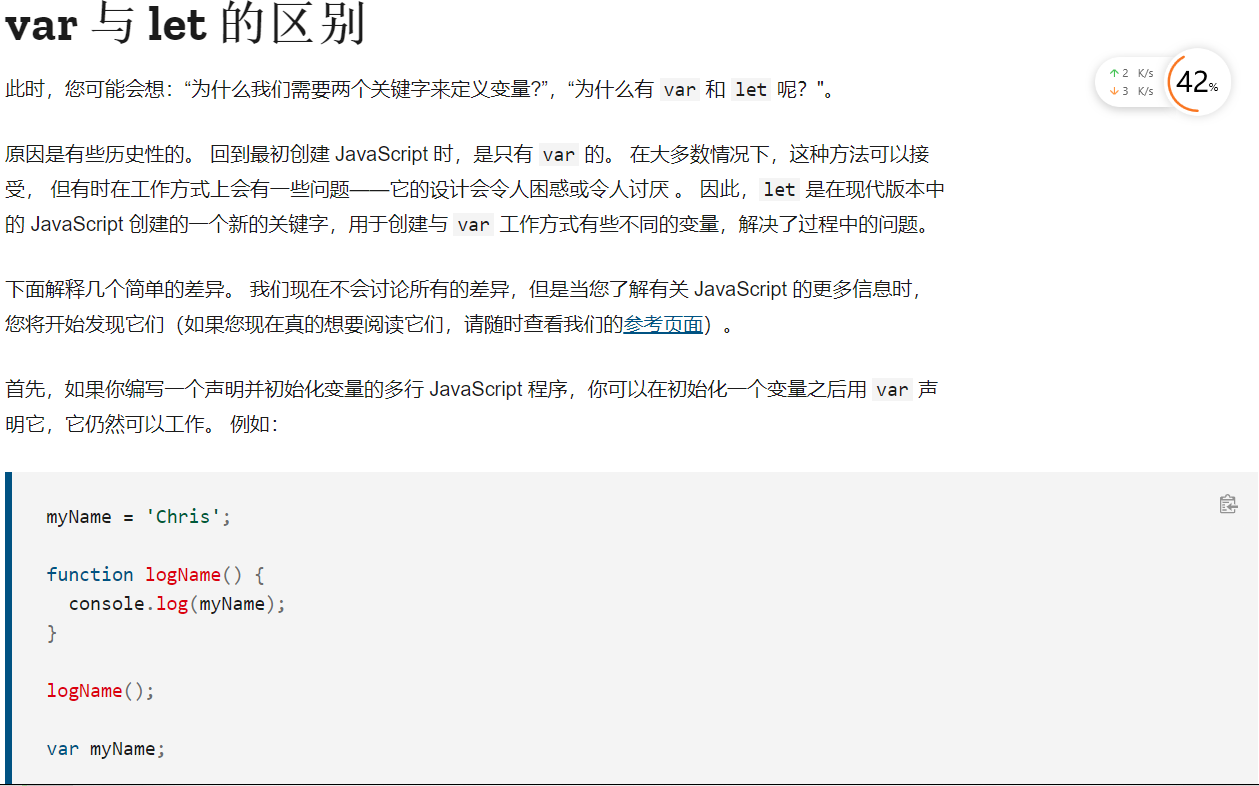 var 与 let 的区别
此时，您可能会想：“为什么我们需要两个关键字来定义变量?”，“为什么有 var 和 let 呢？"。
↑ 2 K/s
↓ 3 K/s
42%
原因是有些历史性的。 回到最初创建 JavaScript 时，是只有 var 的。 在大多数情况下，这种方法可以接
受， 但有时在工作方式上会有一些问题——它的设计会令人困惑或令人讨厌 。 因此，let 是在现代版本中
的 JavaScript 创建的一个新的关键字，用于创建与 var 工作方式有些不同的变量，解决了过程中的问题。
下面解释几个简单的差异。 我们现在不会讨论所有的差异，但是当您了解有关 JavaScript 的更多信息时，
您将开始发现它们（如果您现在真的想要阅读它们，请随时查看我们的参考页面）。
首先，如果你编写一个声明并初始化变量的多行 JavaScript 程序，你可以在初始化一个变量之后用 var 声
明它，它仍然可以工作。 例如：
myName = 'Chris';
function logName() {
  console.log(myName);
}
logName();
var myName;